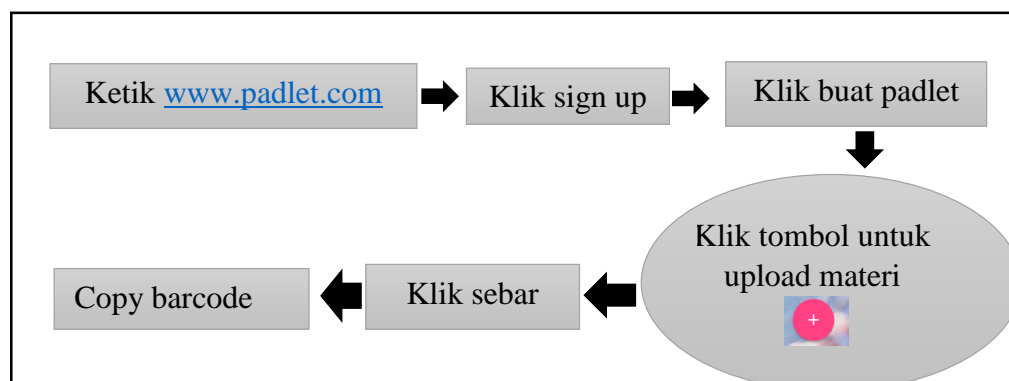 Ketik www.padlet.com
Klik sign up
Klik buat padlet
Klik tombol untuk
upload materi
+
Klik sebar
Copy barcode